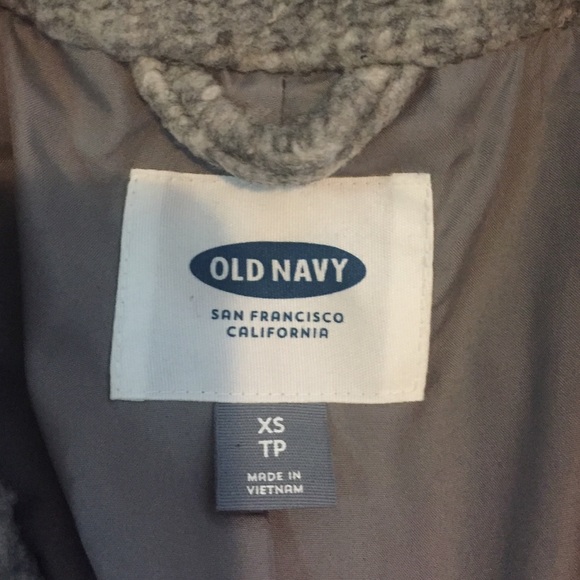 OLD NAVY
SAN FRANCISCO
CALIFORNIA
XS
TP
MADE IN
VIETNAM